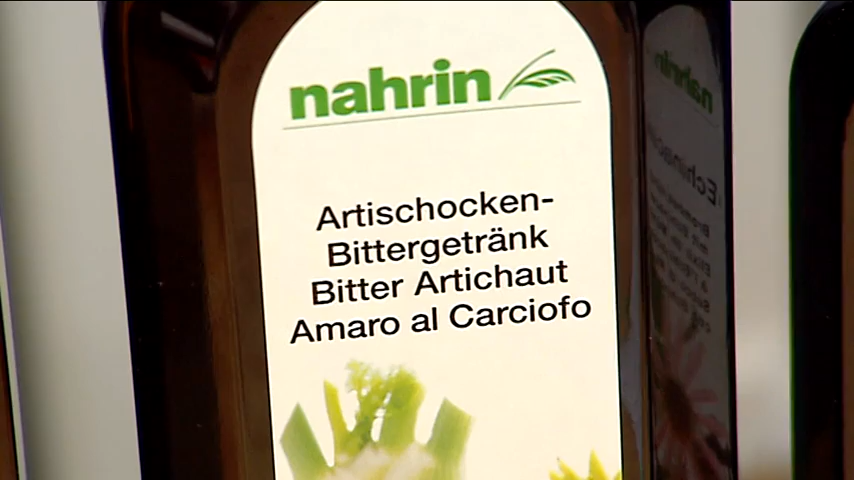 nahrin
Artischocken-
Bittergetränk
Bitter Artichaut
Amaro al Carciofo